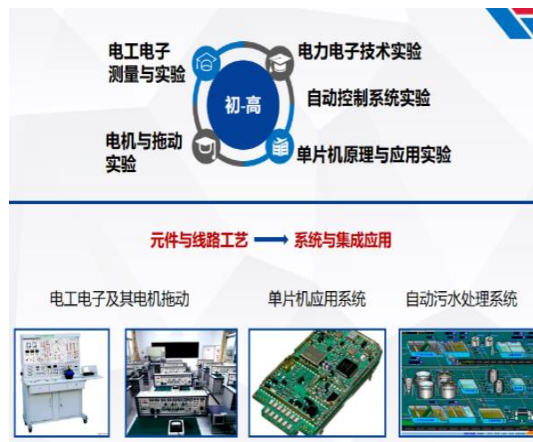 电工电子
测量与实验
电力电子技术实验
初-高
自动控制系统实验
电机与拖动
实验
单片机原理与应用实验
元件与线路工艺
系统与集成应用
电工电子及其电机拖动
单片机应用系统
自动污水处理系统